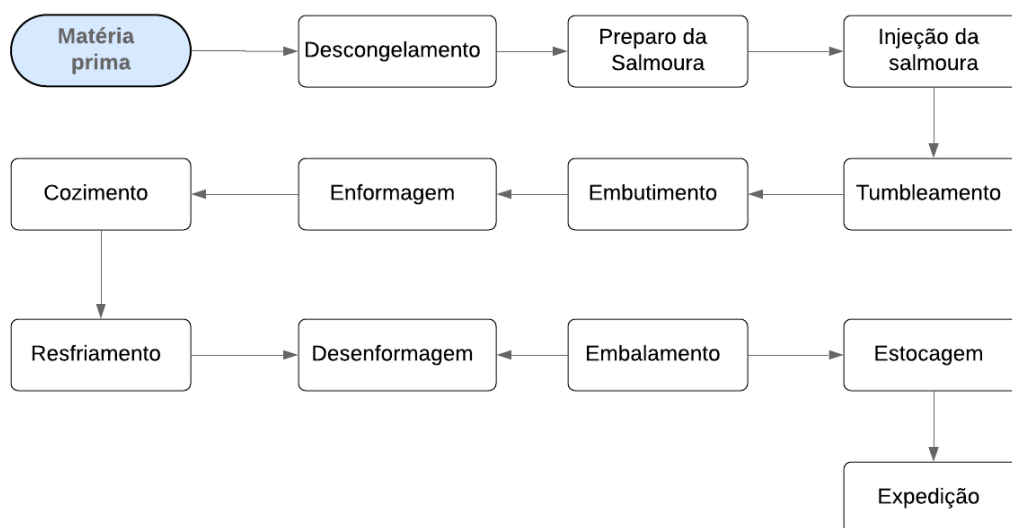 Matéria
prima
Descongelamento
Preparo da
Salmoura
Injeção da
salmoura
Cozimento
Enformagem
Embutimento
Tumbleamento
Resfriamento
Desenformagem
Embalamento
Estocagem
Expedição